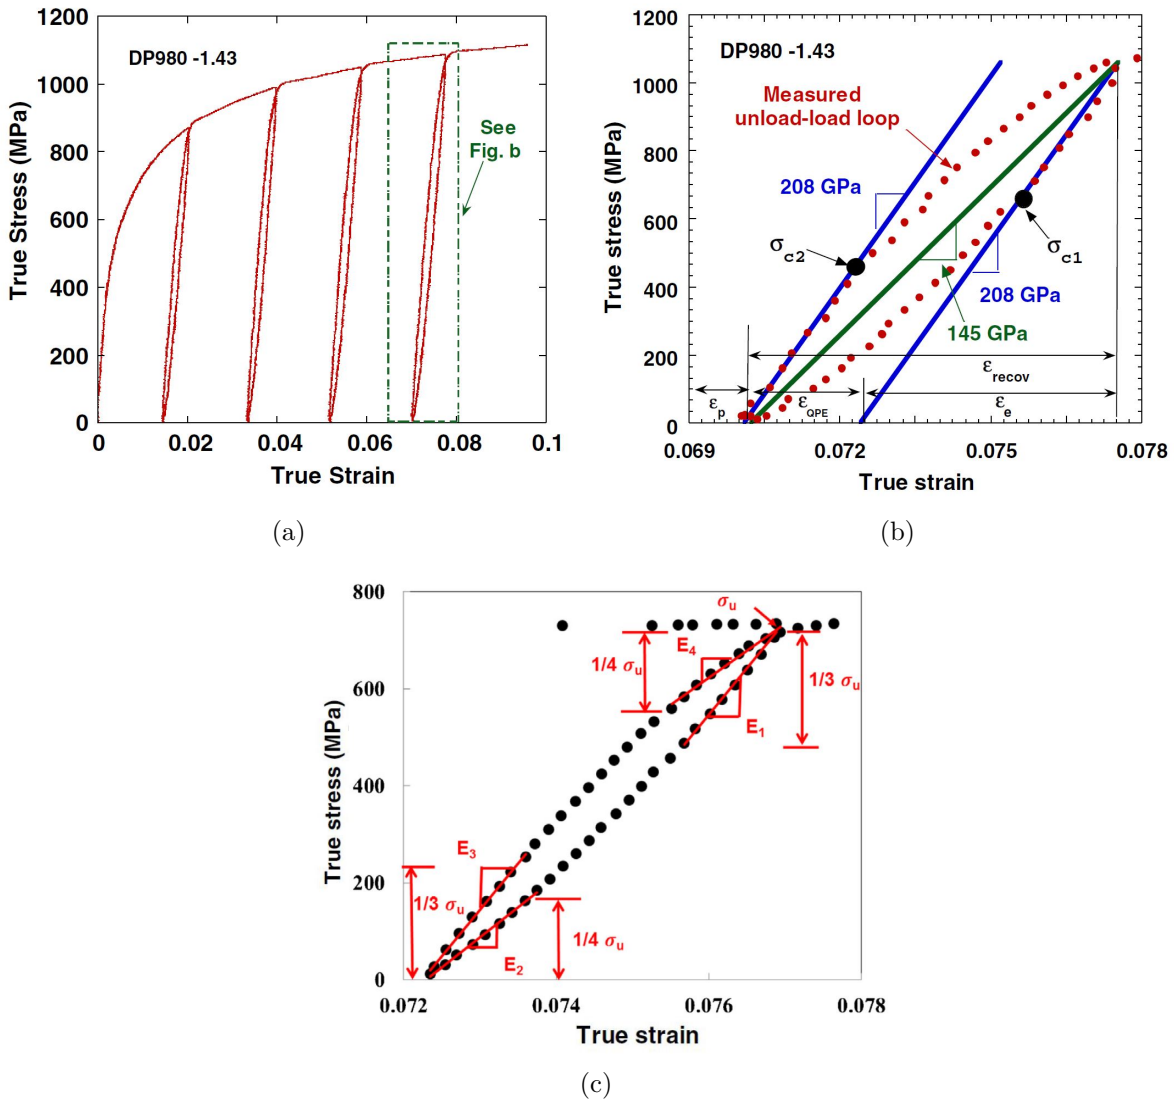 1200
1000
800
600
400
200
0
True Stress (MPa)
DP980 -1.43
See
Fig. b
0
0.02
0.04
0.06
0.08
0.1
True Strain
(a)
1200
1000
800
600
400
200
0
True stress (MPa)
DP980 -1.43
Measured
unload-load loop
208 GPa
σc2
σc1
208 GPa
145 GPa
εrecov
εp
εQPE
εe
0.069
0.072
0.075
0.078
True strain
(b)
800
600
400
200
0
True stress (MPa)
σu
E4
1/4 σu
1/3 σu
E1
E3
1/3 σu
1/4 σu
E2
0.072
0.074
0.076
0.078
True strain
(c)